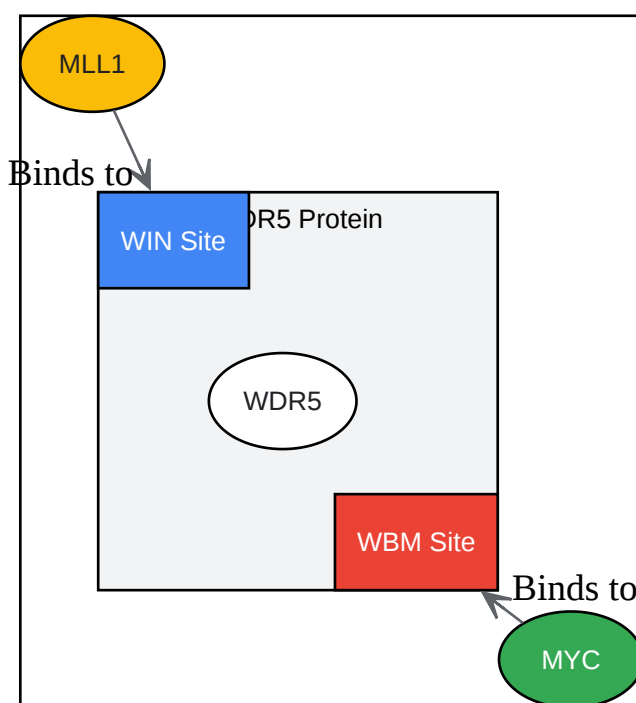 MLL1
Binds to
DR5 Protein
WIN Site
WDR5
WBM Site
Binds to
MYC